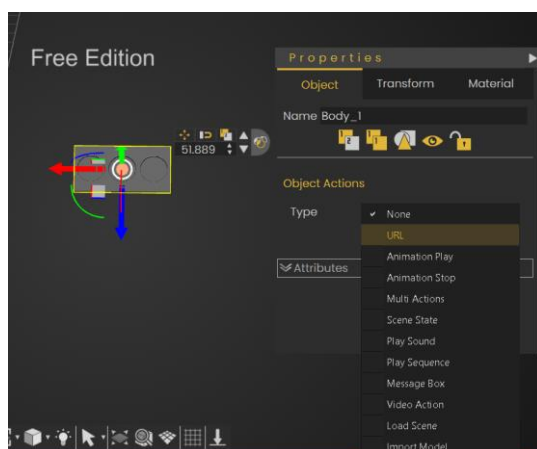 Free Edition
Properties
Object Transform Material
Name Body_1
51.889
Object Actions
Type
None
URL
Animation Play
Attributes
Animation Stop
Multi Actions
Scene State
Play Sound
Play Sequence
Message Box
Video Action
Load Scene
Import Model